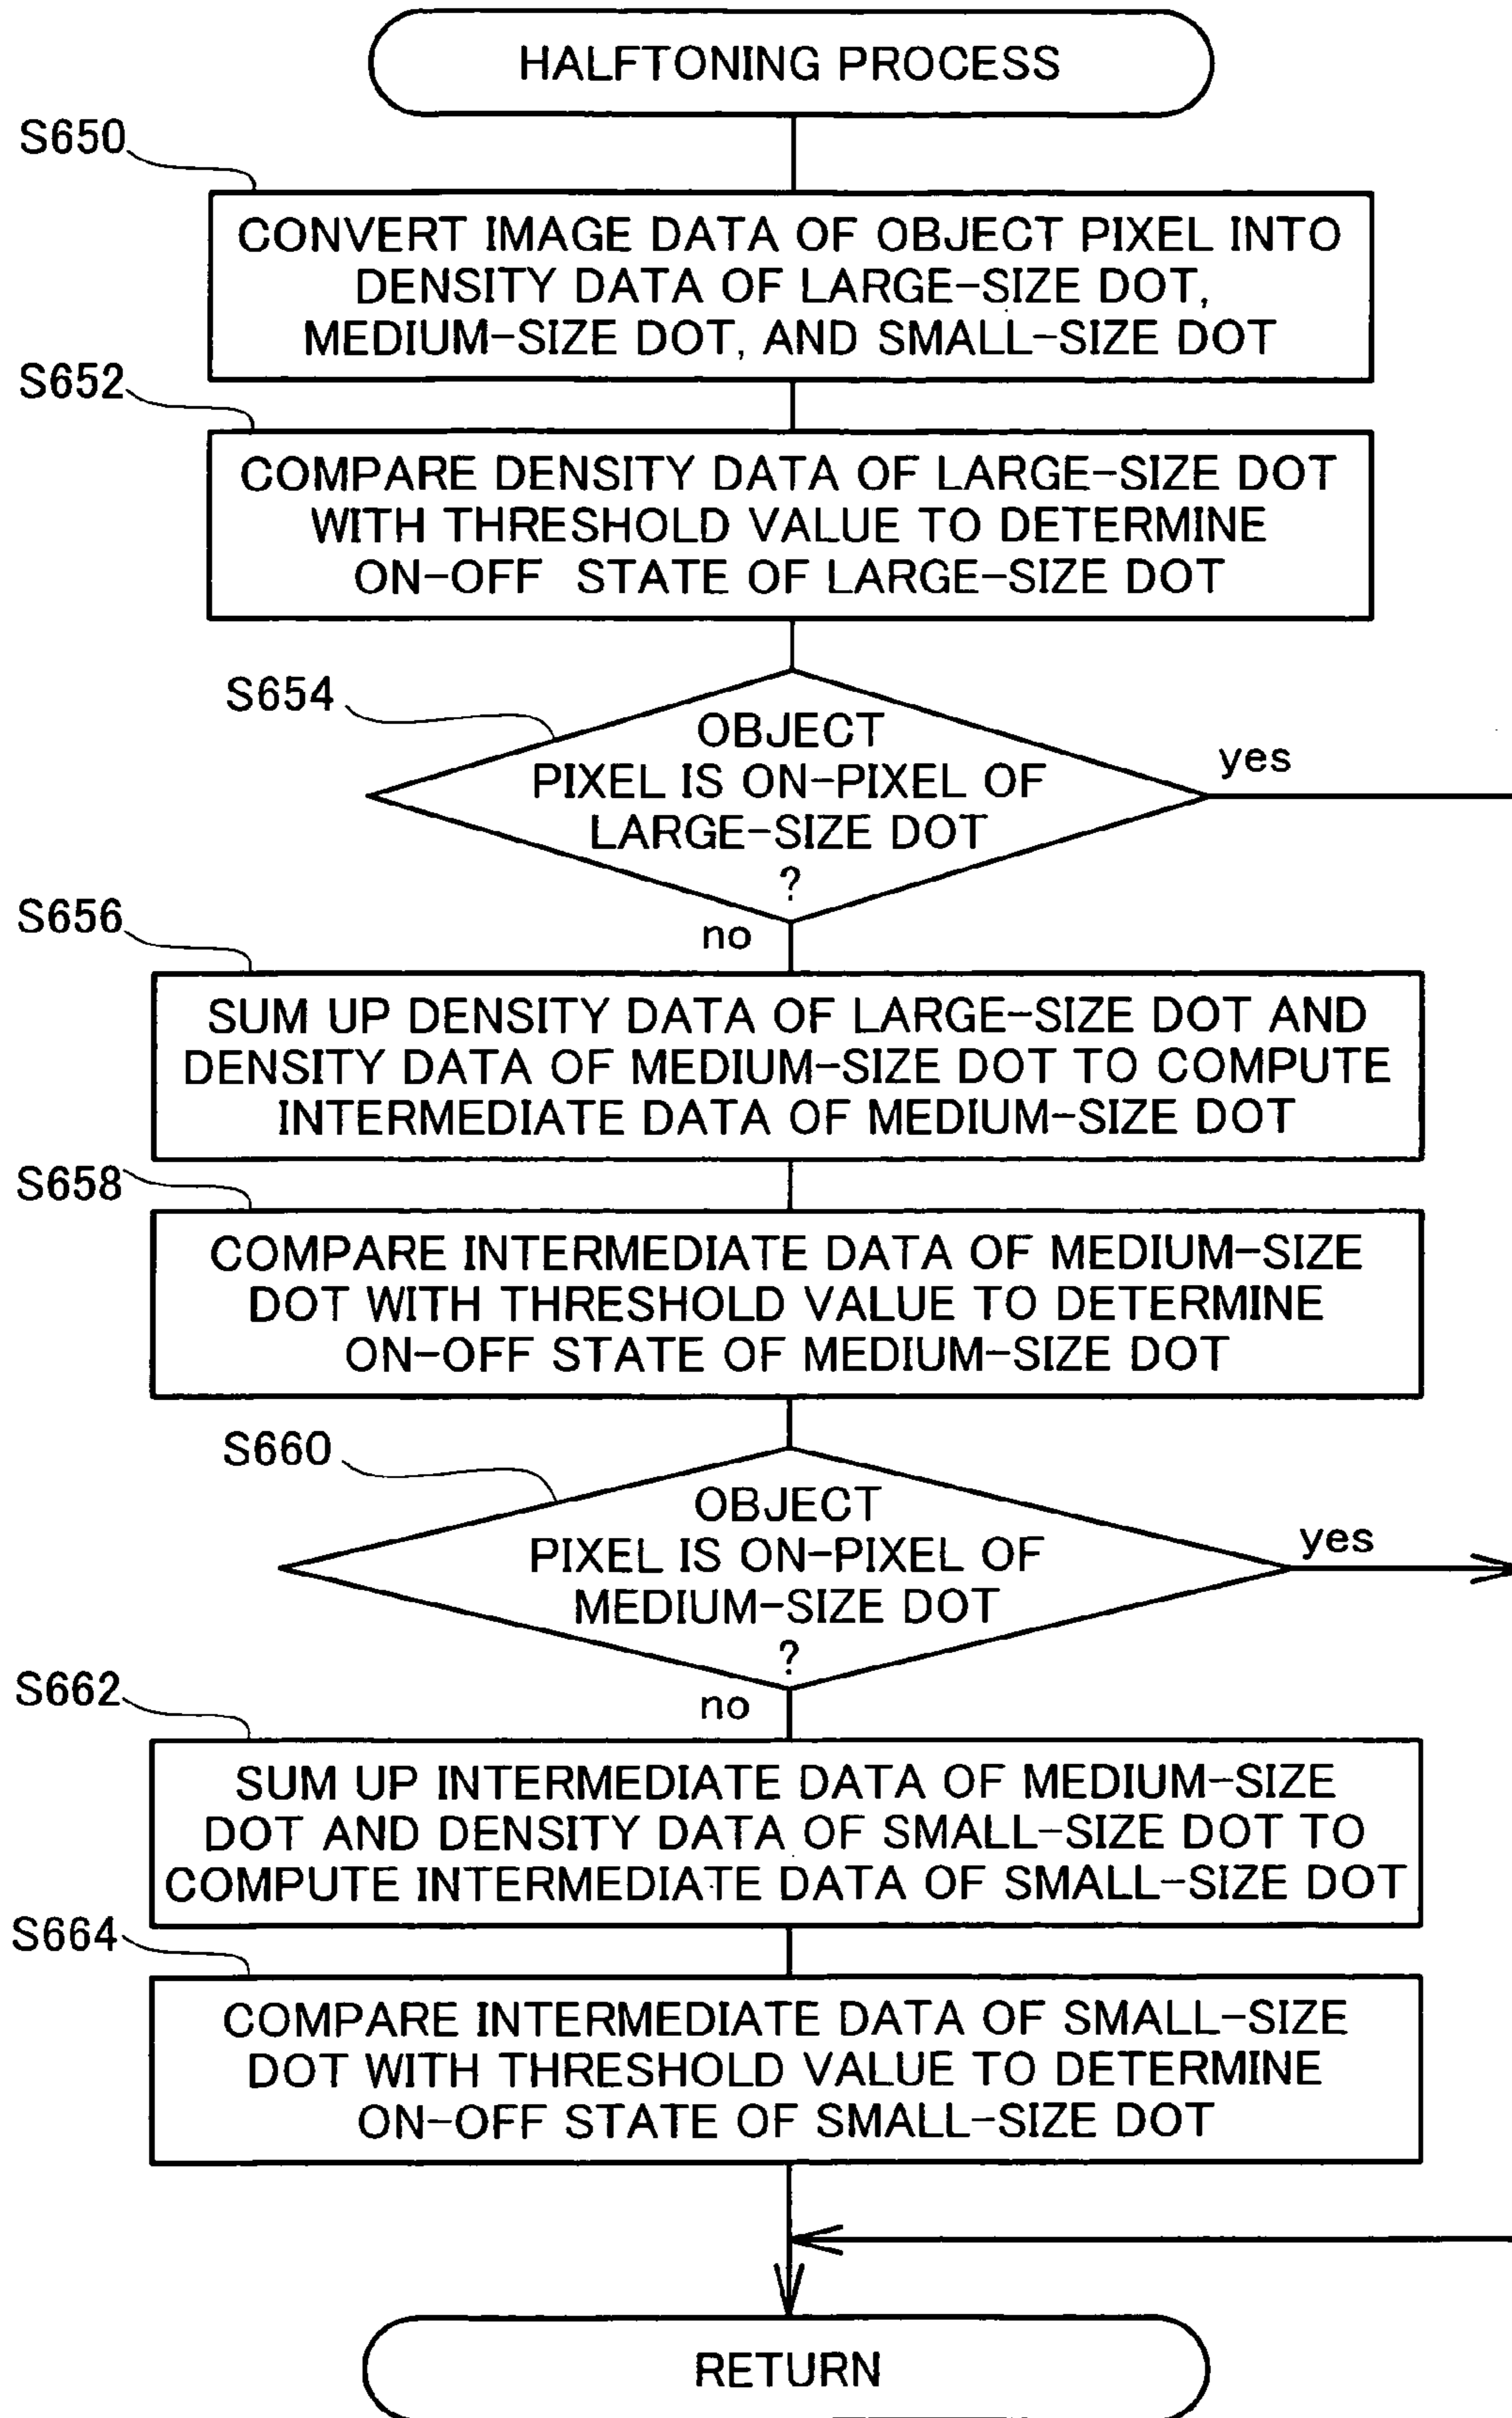 HALFTONING PROCESS
S650
CONVERT IMAGE DATA OF OBJECT PIXEL INTO
DENSITY DATA OF LARGE-SIZE DOT,
MEDIUM-SIZE DOT, AND SMALL-SIZE DOT
S652
COMPARE DENSITY DATA OF LARGE-SIZE DOT
WITH THRESHOLD VALUE TO DETERMINE
ON-OFF STATE OF LARGE-SIZE DOT
S654
OBJECT
PIXEL IS ON-PIXEL OF
LARGE-SIZE DOT
?
yes
no
S656
SUM UP DENSITY DATA OF LARGE-SIZE DOT AND
DENSITY DATA OF MEDIUM-SIZE DOT TO COMPUTE
INTERMEDIATE DATA OF MEDIUM-SIZE DOT
S658
COMPARE INTERMEDIATE DATA OF MEDIUM-SIZE
DOT WITH THRESHOLD VALUE TO DETERMINE
ON-OFF STATE OF MEDIUM-SIZE DOT
S660
OBJECT
PIXEL IS ON-PIXEL OF
MEDIUM-SIZE DOT
?
yes
no
S662
SUM UP INTERMEDIATE DATA OF MEDIUM-SIZE
DOT AND DENSITY DATA OF SMALL-SIZE DOT TO
COMPUTE INTERMEDIATE DATA OF SMALL-SIZE DOT
S664
COMPARE INTERMEDIATE DATA OF SMALL-SIZE
DOT WITH THRESHOLD VALUE TO DETERMINE
ON-OFF STATE OF SMALL-SIZE DOT
RETURN